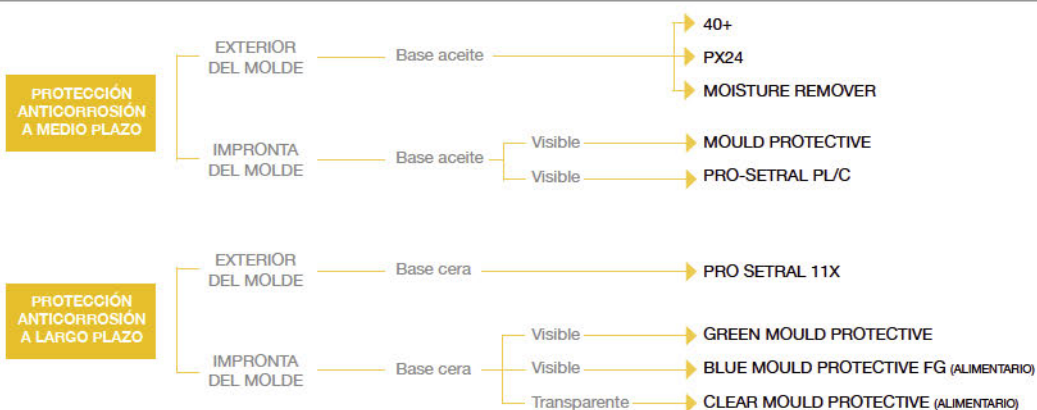 PROTECCIÓN
ANTICORROSIÓN
A MEDIO PLAZO
EXTERIOR
DEL MOLDE
Base aceite
40+
PX24
MOISTURE REMOVER
IMPRONTA
DEL MOLDE
Base aceite
Visible
MOULD PROTECTIVE
Visible
PRO-SETRAL PL/C
PROTECCIÓN
ANTICORROSIÓN
A LARGO PLAZO
EXTERIOR
DEL MOLDE
Base cera
PRO SETRAL 11X
IMPRONTA
DEL MOLDE
Base cera
Visible
GREEN MOULD PROTECTIVE
Visible
BLUE MOULD PROTECTIVE FG (ALIMENTARIO)
Transparente
CLEAR MOULD PROTECTIVE (ALIMENTARIO)